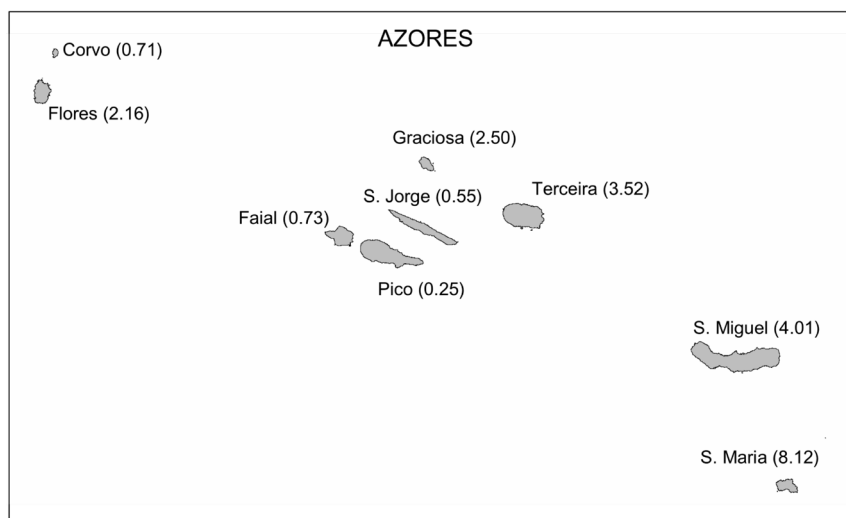 AZORES
Corvo (0.71)
Flores (2.16)
Graciosa (2.50)
S. Jorge (0.55)
Terceira (3.52)
Faial (0.73)
Pico (0.25)
S. Miguel (4.01)
S. Maria (8.12)